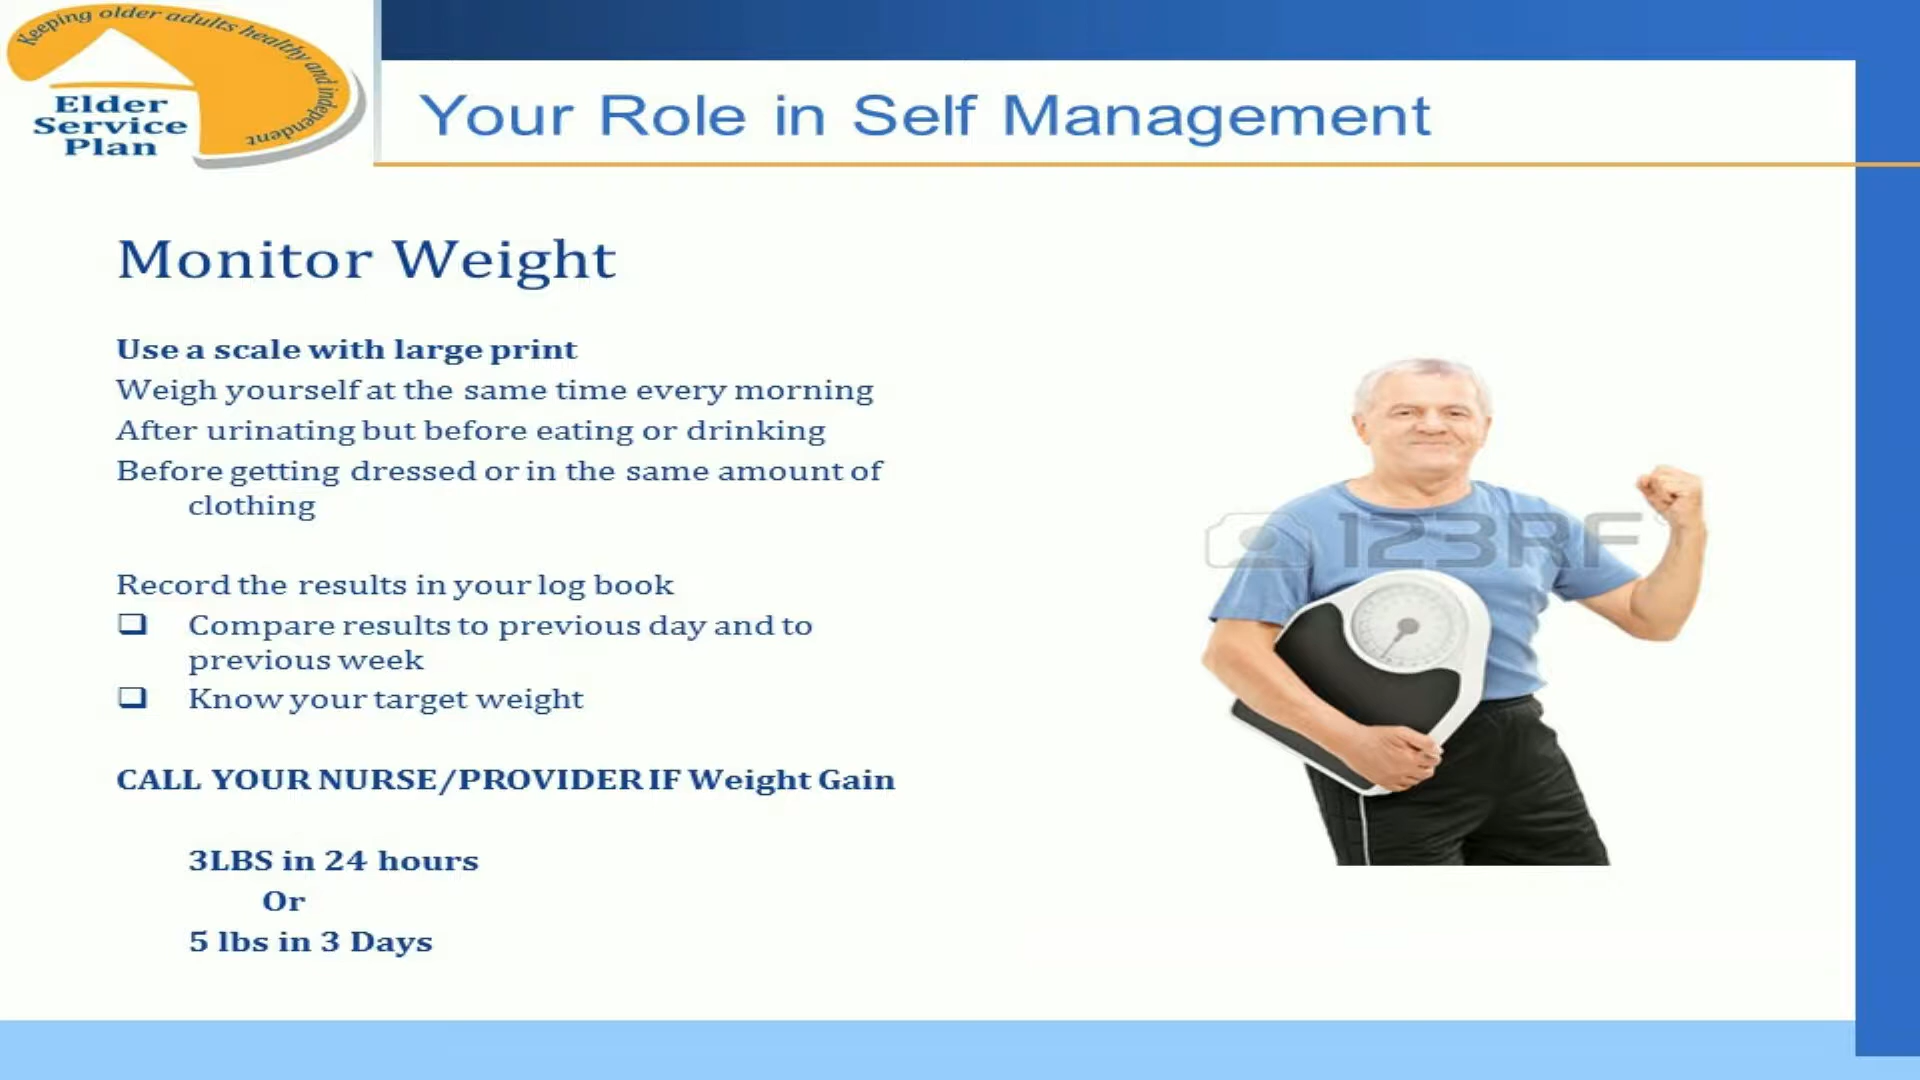 Keeping older adults healthy and independent
Elder
Service
Plan
Your Role in Self Management
Monitor Weight
Use a scale with large print
Weigh yourself at the same time every morning
After urinating but before eating or drinking
Before getting dressed or in the same amount of
clothing
Record the results in your log book
Compare results to previous day and to
previous week
Know your target weight
CALL YOUR NURSE/PROVIDER IF Weight Gain
3LBS in 24 hours
Or
5 lbs in 3 Days
123RF